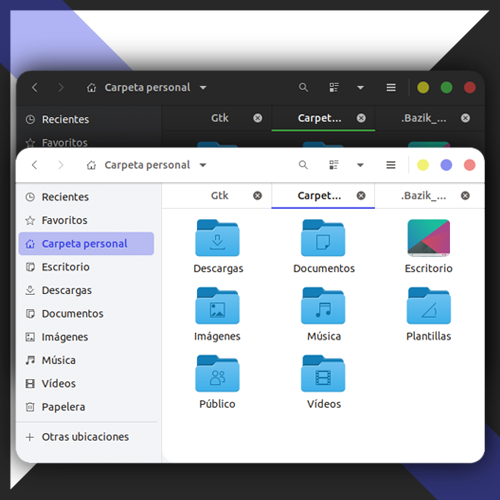 Carpeta personal
Recientes
Gtk
Carpet...
.Bazik_...
Favoritos
Carpeta personal
Recientes
Gtk
Carpet...
.Bazik_...
Favoritos
Carpeta personal
Escritorio
Descargas
Documentos
Imágenes
Música
Vídeos
Papelera
Otras ubicaciones
Descargas
Documentos
Escritorio
Imágenes
Música
Plantillas
Público
Vídeos